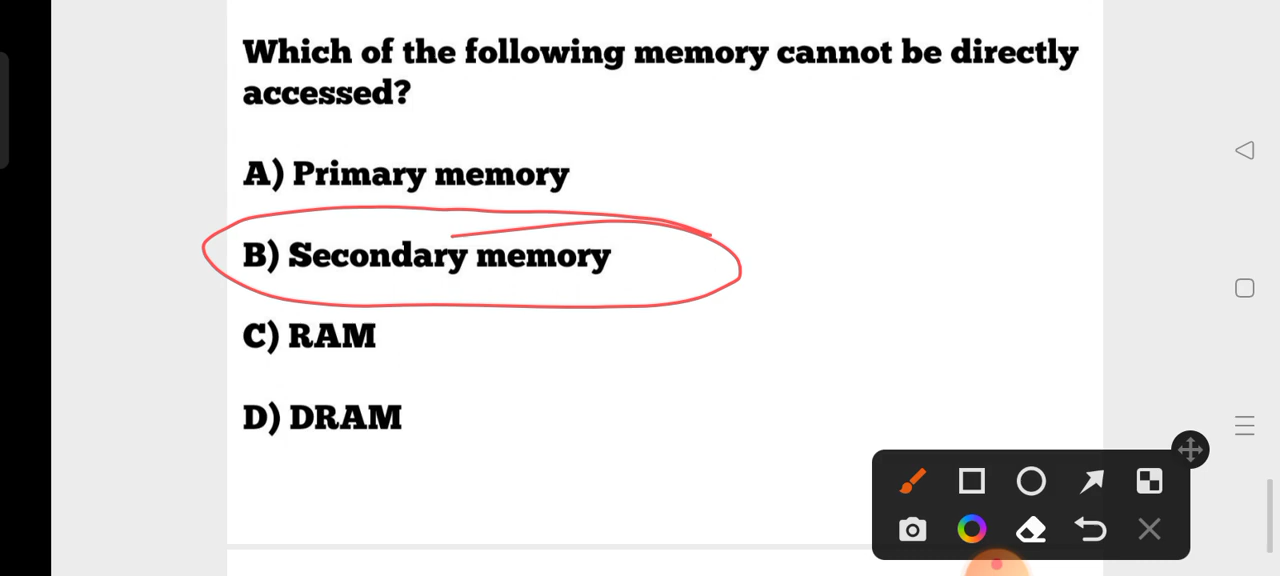 Which of the following memory cannot be directly
accessed?
A) Primary memory
B) Secondary memory
C) RAM
D) DRAM